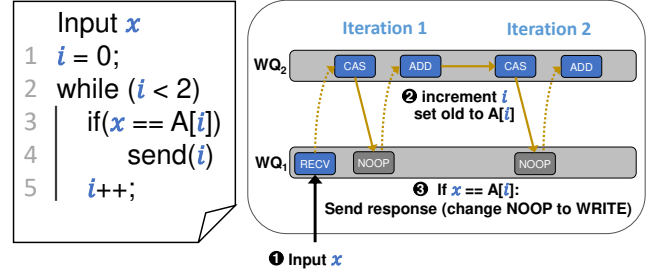 Input x
1 i = 0;
2 while (i < 2)
3 if(x == A[i])
4 send(i)
5 i++;
Iteration 1 Iteration 2
WQ2 CAS ADD CAS ADD
❷ increment i
set old to A[i]
WQ1 RECV NOOP NOOP
❸ If x == A[i]:
Send response (change NOOP to WRITE)
❶ Input x